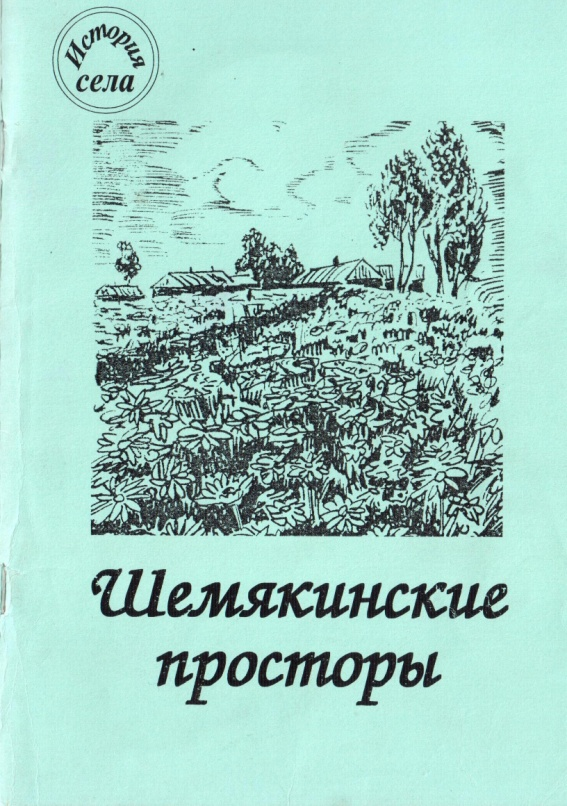 История
села
Шемякинские
просторы